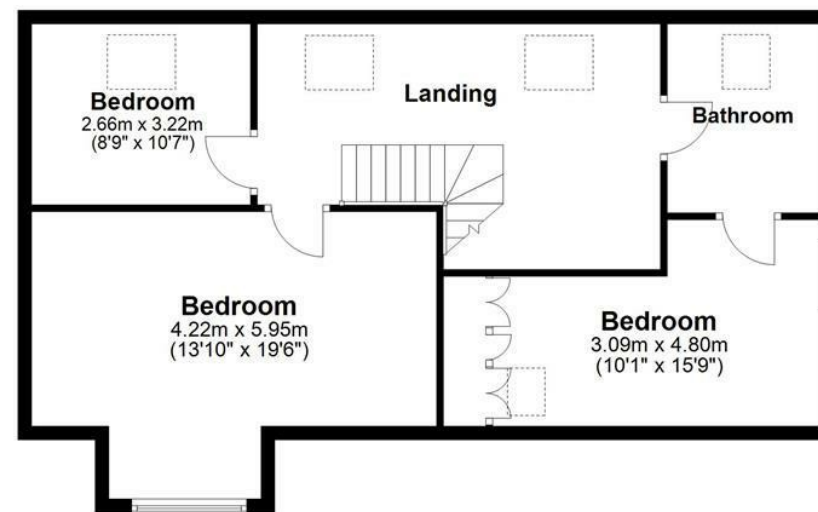 Bedroom
2.66m x 3.22m
(8'9" x 10'7")
Landing
Bathroom
Bedroom
4.22m x 5.95m
(13'10" x 19'6")
Bedroom
3.09m x 4.80m
(10'1" x 15'9")